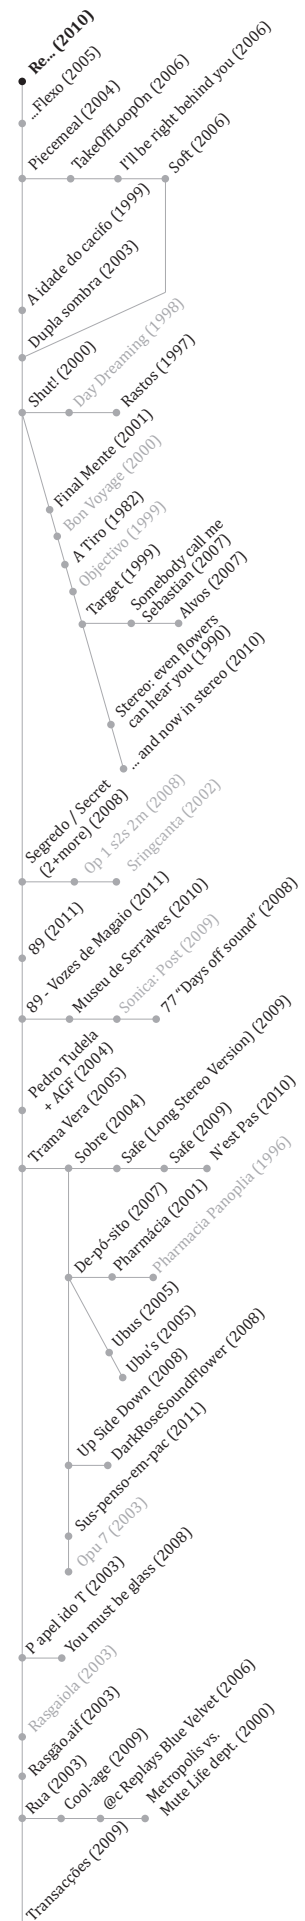 Re... (2010)
...Flexo (2005)
Piecemeal (2004)
TakeOffLoopOn (2006)
I'll be right behind you (2006)
Soft (2006)
A idade do cacifo (1999)
Dupla sombra (2003)
Shut! (2000)
Day Dreaming (1998)
Rastos (1997)
Final Mente (2001)
Bon Voyage (2000)
A Tiro (1982)
Objectivo (1999)
Target (1999)
Somebody call me
Sebastian (2007)
Alvos (2007)
Stereo: even flowers
can hear you (1990)
... and now in stereo (2010)
Segredo / Secret
(2+more) (2008)
Op 1 s2s 2m (2008)
Sringcanta (2002)
89 (2011)
89 - Vozes de Magaio (2011)
Museu de Serralves (2010)
Sonica: Post (2009)
77 “Days off sound” (2008)
Pedro Tudela
+ AGF (2004)
Trama Vera (2005)
Sobre (2004)
Safe (Long Stereo Version) (2009)
Safe (2009)
N'est Pas (2010)
De-pó-sito (2007)
Pharmácia (2001)
Pharmacia Panoplia (1996)
Ubus (2005)
Ubu's (2005)
Up Side Down (2008)
DarkRoseSoundFlower (2008)
Sus-penso-em-pac (2011)
Opu 7 (2003)
P apel ido T (2003)
You must be glass (2008)
Rasgaiola (2003)
Rasgão.aif (2003)
Rua (2003)
Cool-age (2009)
@c Replays Blue Velvet (2006)
Metropolis vs.
Mute Life dept. (2000)
Transacções (2009)